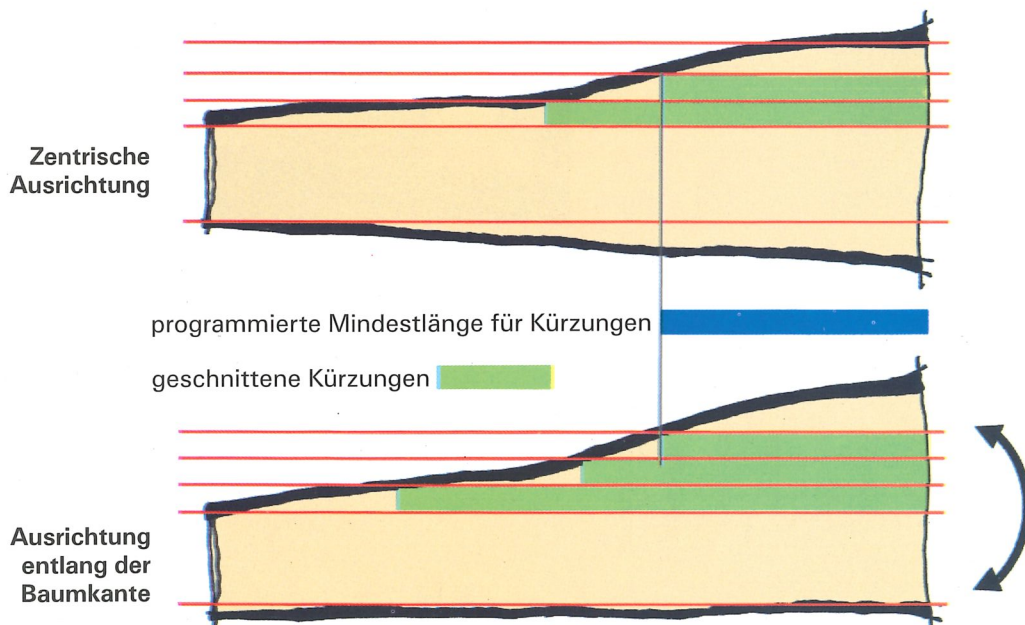 Zentrische
Ausrichtung
programmierte Mindestlänge für Kürzungen
geschnittene Kürzungen
Ausrichtung
entlang der
Baumkante